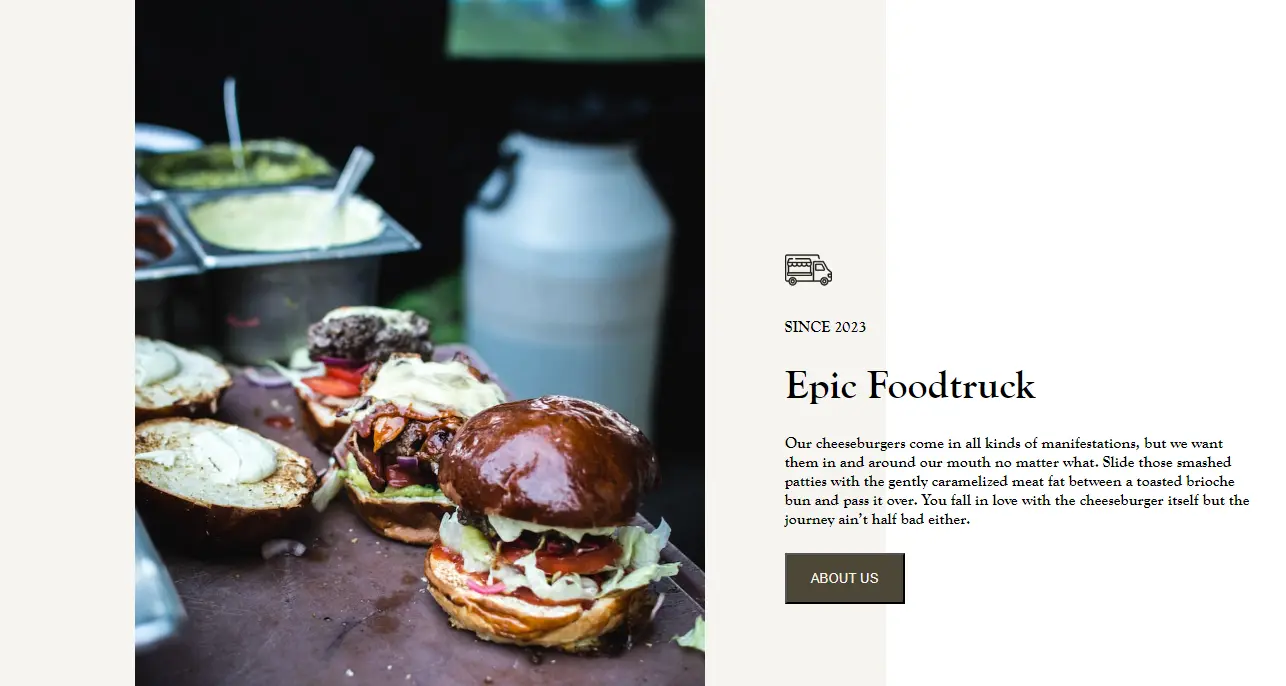 SINCE 2023
Epic Foodtruck
Our cheeseburgers come in all kinds of manifestations, but we want
them in and around our mouth no matter what. Slide those smashed
patties with the gently caramelized meat fat between a toasted brioche
bun and pass it over. You fall in love with the cheeseburger itself but the
journey ain’t half bad either.
ABOUT US